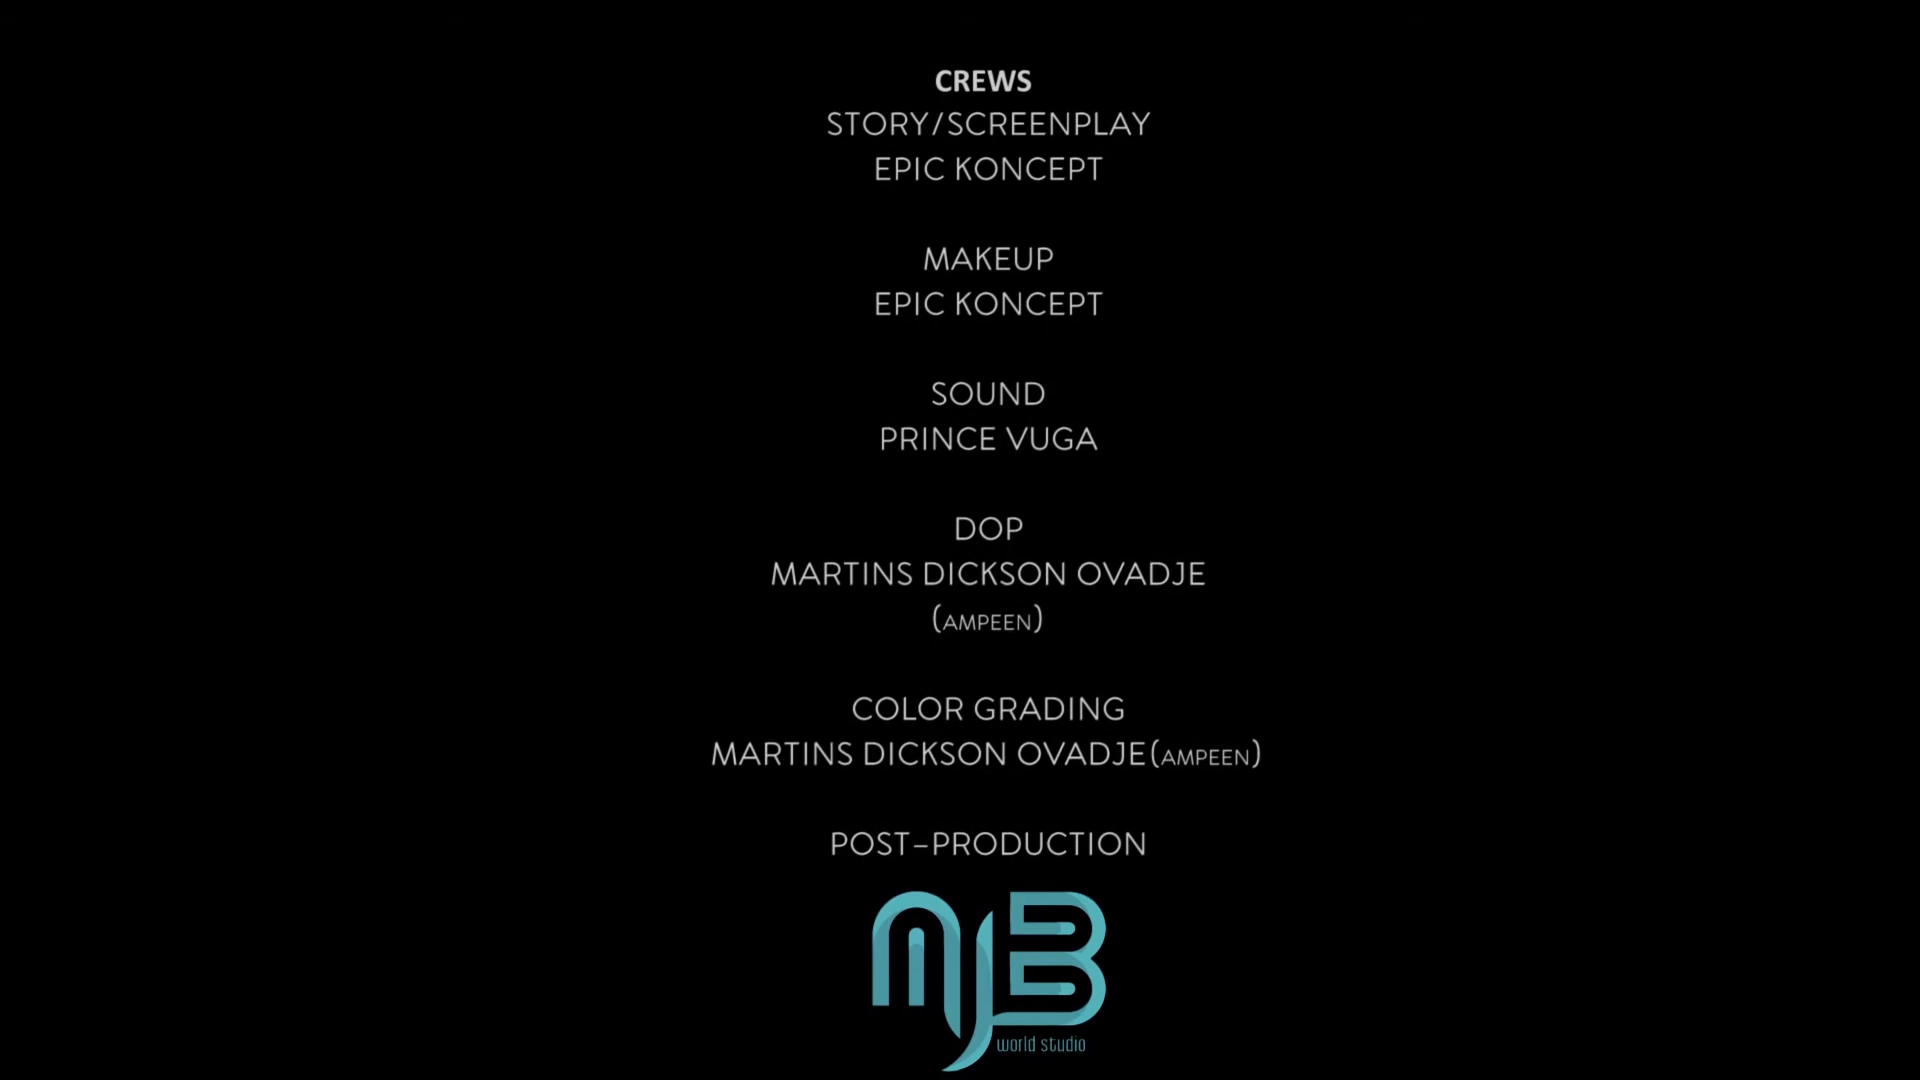 CREWS
STORY/SCREENPLAY
EPIC KONCEPT
MAKEUP
EPIC KONCEPT
SOUND
PRINCE VUGA
DOP
MARTINS DICKSON OVADJE
(AMPEEN)
COLOR GRADING
MARTINS DICKSON OVADJE(AMPEEN)
POST-PRODUCTION
MJB
world studio